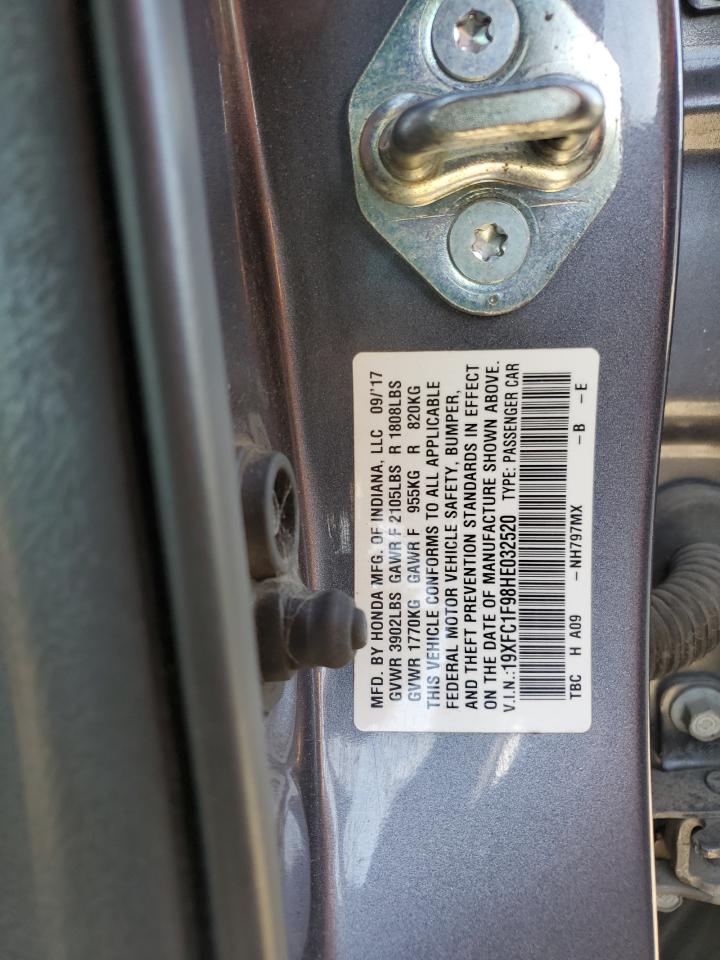 MFD. BY HONDA MFG. OF INDIANA, LLC 09/'17
GVWR 3902LBS GAWR F 2105LBS R 1808LBS
GVWR 1770KG GAWR F 955KG R 820KG
THIS VEHICLE CONFORMS TO ALL APPLICABLE
FEDERAL MOTOR VEHICLE SAFETY, BUMPER,
AND THEFT PREVENTION STANDARDS IN EFFECT
ON THE DATE OF MANUFACTURE SHOWN ABOVE.
V.I.N.:19XFC1F98HE032520 TYPE: PASSENGER CAR
TBC H A09 -NH797MX -B -E